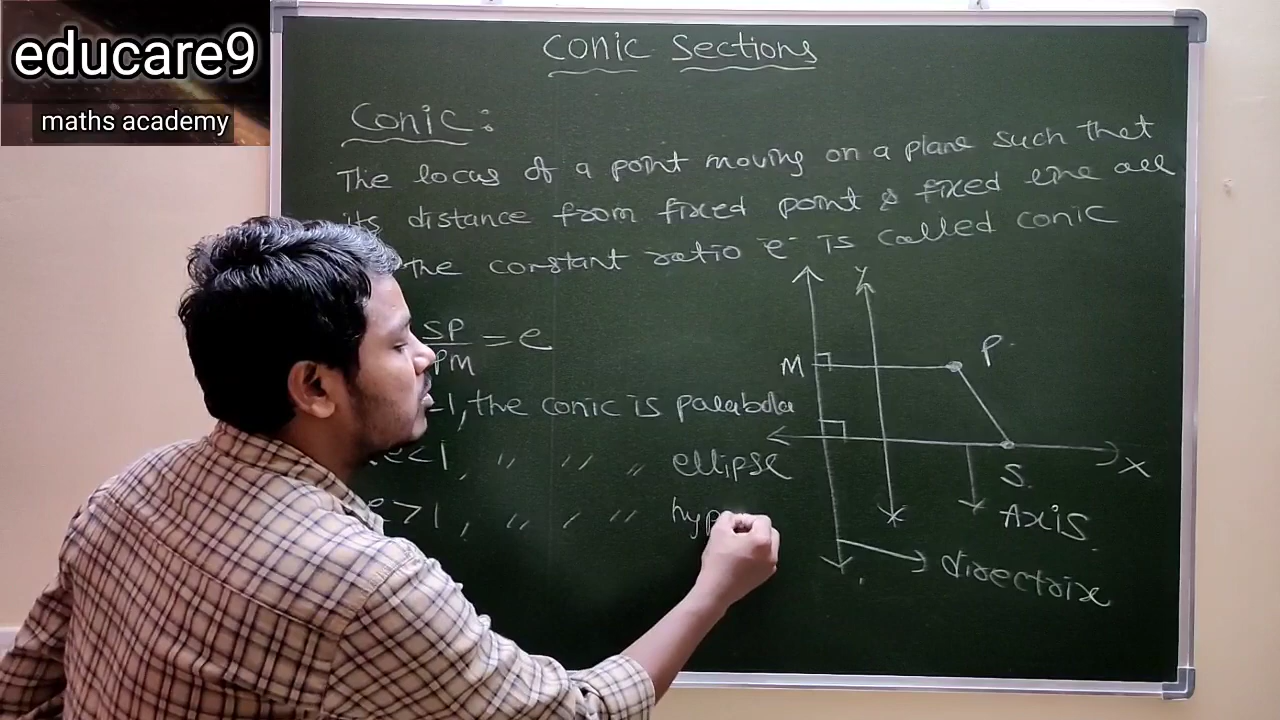 educare9
maths academy
Conic Sections
Conic:
The locus of a point moving on a plane such that
its distance from fixed point & fixed line are
the constant ratio e is called conic
SP/PM = e
-1, the conic is parabola
e<1, " " " ellipse
e>1, " " " hyp
Y
M
P
S
X
Axis
directrix